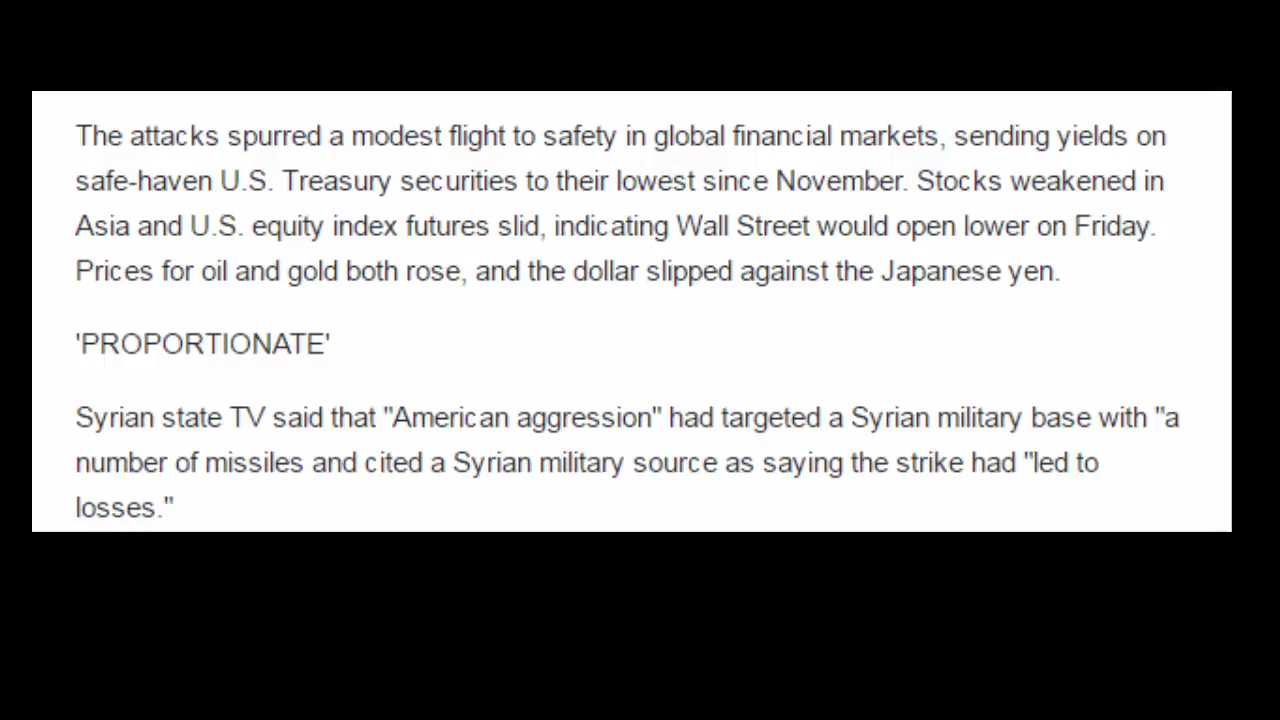 The attacks spurred a modest flight to safety in global financial markets, sending yields on
safe-haven U.S. Treasury securities to their lowest since November. Stocks weakened in
Asia and U.S. equity index futures slid, indicating Wall Street would open lower on Friday.
Prices for oil and gold both rose, and the dollar slipped against the Japanese yen.
'PROPORTIONATE'
Syrian state TV said that "American aggression" had targeted a Syrian military base with "a
number of missiles and cited a Syrian military source as saying the strike had "led to
losses."